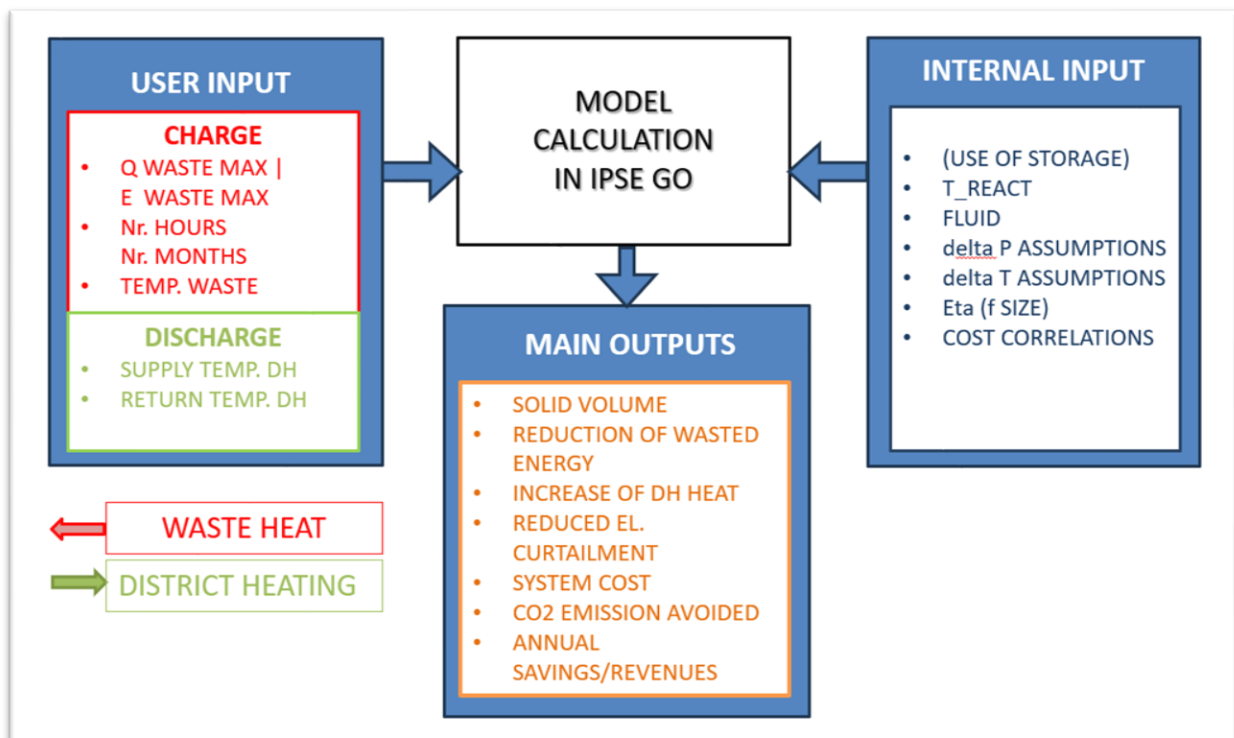 USER INPUT
CHARGE
• Q WASTE MAX |
E WASTE MAX
• Nr. HOURS
Nr. MONTHS
• TEMP. WASTE
DISCHARGE
• SUPPLY TEMP. DH
• RETURN TEMP. DH
WASTE HEAT
DISTRICT HEATING
MODEL
CALCULATION
IN IPSE GO
MAIN OUTPUTS
• SOLID VOLUME
• REDUCTION OF WASTED
ENERGY
• INCREASE OF DH HEAT
• REDUCED EL.
CURTAILMENT
• SYSTEM COST
• CO2 EMISSION AVOIDED
• ANNUAL
SAVINGS/REVENUES
INTERNAL INPUT
• (USE OF STORAGE)
• T_REACT
• FLUID
• delta P ASSUMPTIONS
• delta T ASSUMPTIONS
• Eta (f SIZE)
• COST CORRELATIONS